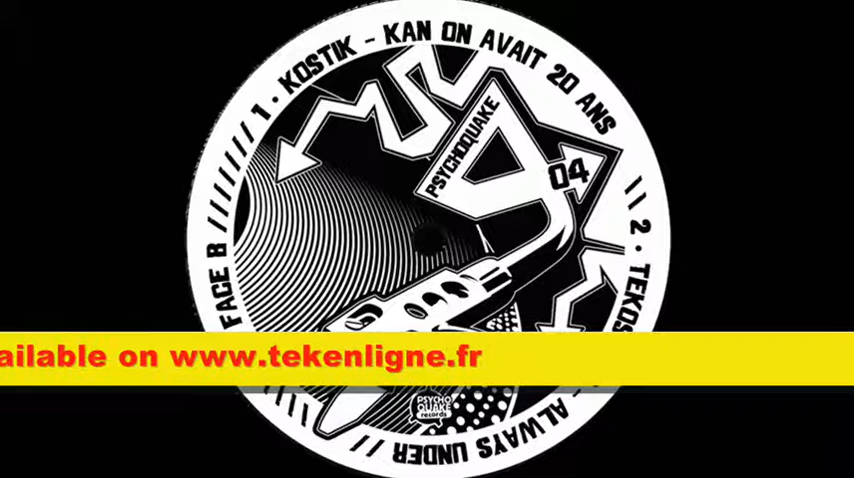 FACE B ////////// 1 • KOSTIK - KAN ON AVAIT 20 ANS
\\ 2 • TEKOS
- ALWAYS UNDER //
PSYCHOQUAKE
04
ailable on www.tekenligne.fr
PSYCHO
QUAKE
records